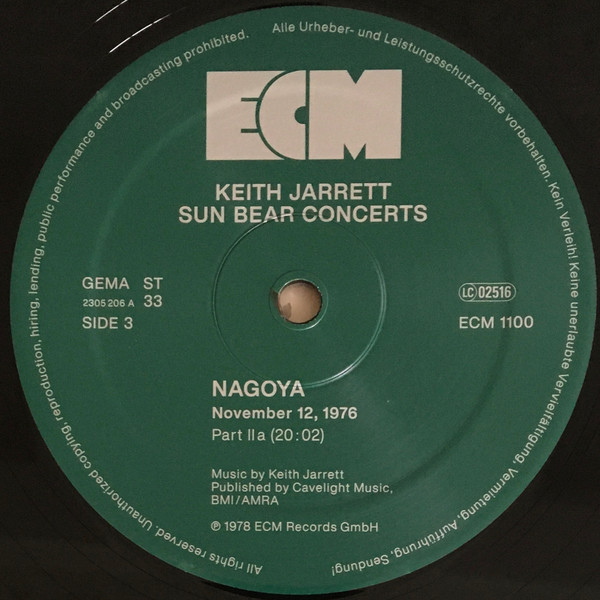 ECM
KEITH JARRETT
SUN BEAR CONCERTS
GEMA ST
2305 206 A 33
SIDE 3
LC 02516
ECM 1100
NAGOYA
November 12, 1976
Part IIa (20:02)
Music by Keith Jarrett
Published by Cavelight Music,
BMI/AMRA
℗ 1978 ECM Records GmbH
Alle Urheber- und Leistungsschutzrechte vorbehalten. Kein Verleih! Keine unerlaubte Vervielfältigung, Vermietung, Aufführung, Sendung!
All rights reserved. Unauthorized copying, reproduction, hiring, lending, public performance and broadcasting prohibited.